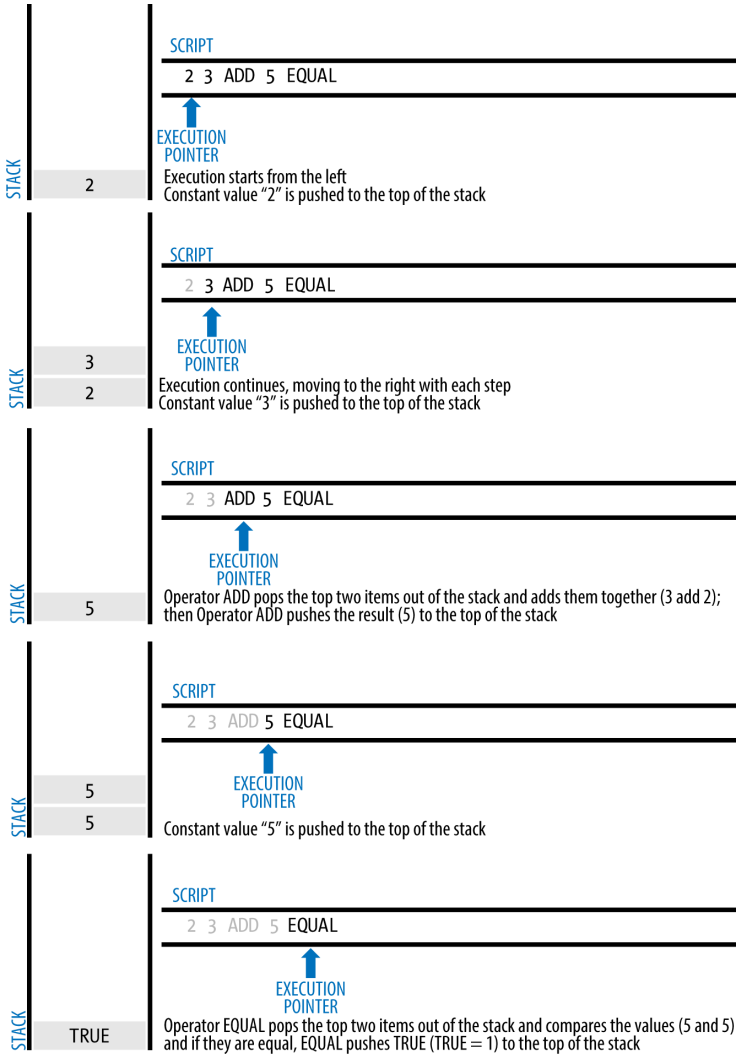 SCRIPT
2 3 ADD 5 EQUAL
EXECUTION
POINTER
STACK
2
Execution starts from the left
Constant value “2” is pushed to the top of the stack
SCRIPT
2 3 ADD 5 EQUAL
EXECUTION
POINTER
STACK
3
2
Execution continues, moving to the right with each step
Constant value “3” is pushed to the top of the stack
SCRIPT
2 3 ADD 5 EQUAL
EXECUTION
POINTER
STACK
5
Operator ADD pops the top two items out of the stack and adds them together (3 add 2);
then Operator ADD pushes the result (5) to the top of the stack
SCRIPT
2 3 ADD 5 EQUAL
EXECUTION
POINTER
STACK
5
5
Constant value “5” is pushed to the top of the stack
SCRIPT
2 3 ADD 5 EQUAL
EXECUTION
POINTER
STACK
TRUE
Operator EQUAL pops the top two items out of the stack and compares the values (5 and 5)
and if they are equal, EQUAL pushes TRUE (TRUE = 1) to the top of the stack